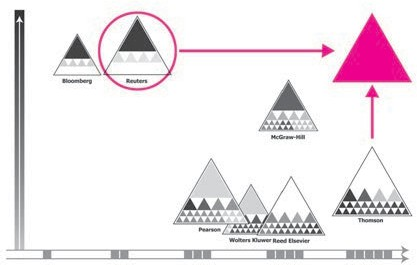 Bloomberg
Reuters
McGraw-Hill
Pearson
Wolters Kluwer
Reed Elsevier
Thomson